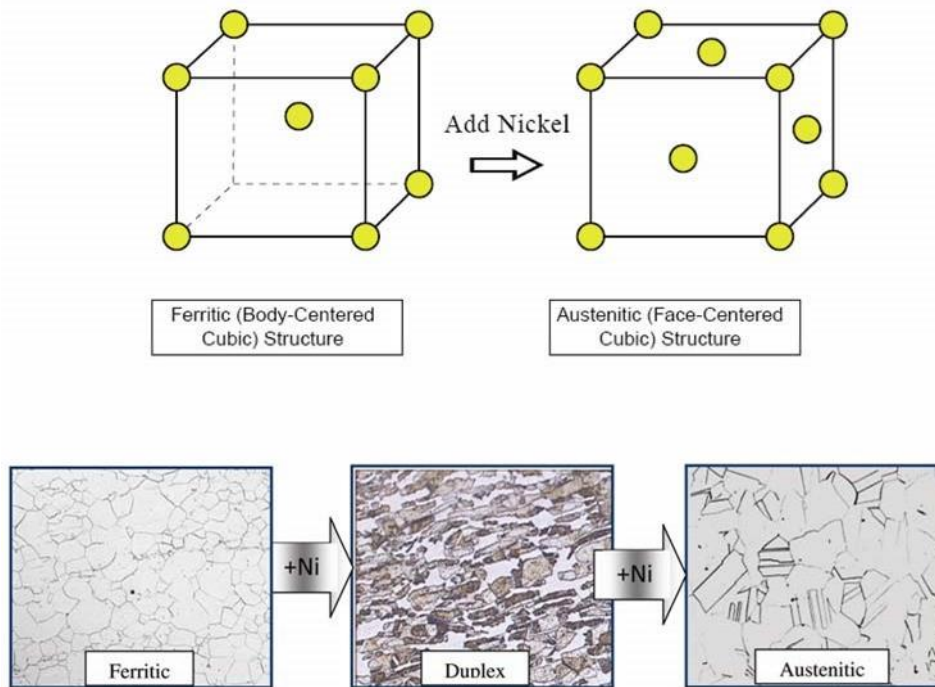 Add Nickel
Ferritic (Body-Centered
Cubic) Structure
Austenitic (Face-Centered
Cubic) Structure
+Ni
+Ni
Ferritic
Duplex
Austenitic